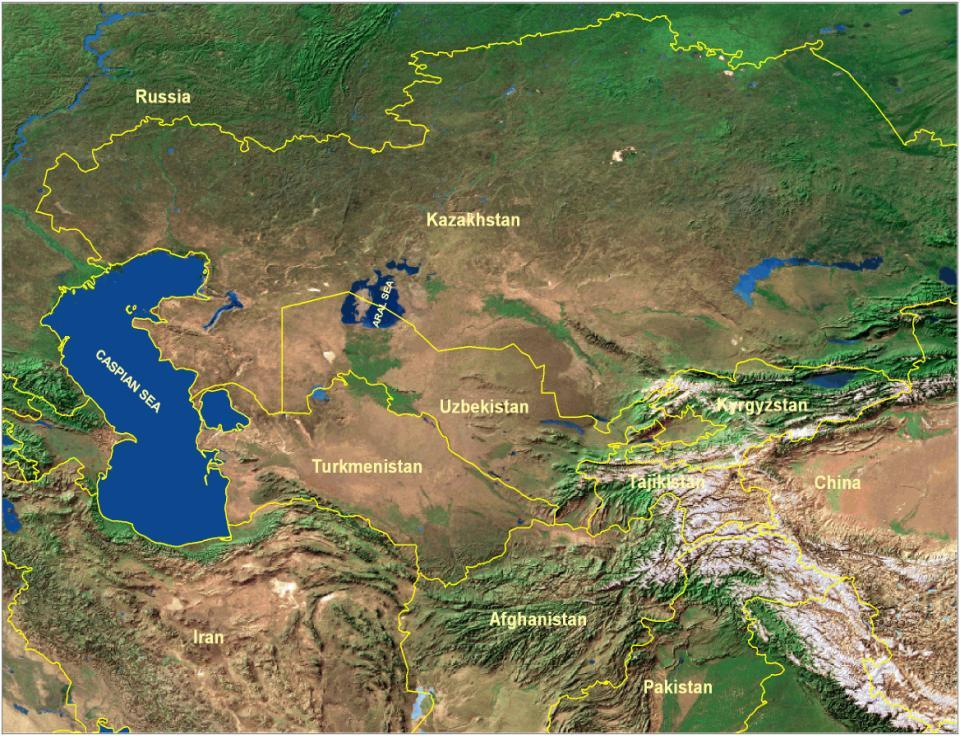 Russia
Kazakhstan
ARAL SEA
CASPIAN SEA
Uzbekistan
Kyrgyzstan
Turkmenistan
Tajikistan
China
Iran
Afghanistan
Pakistan